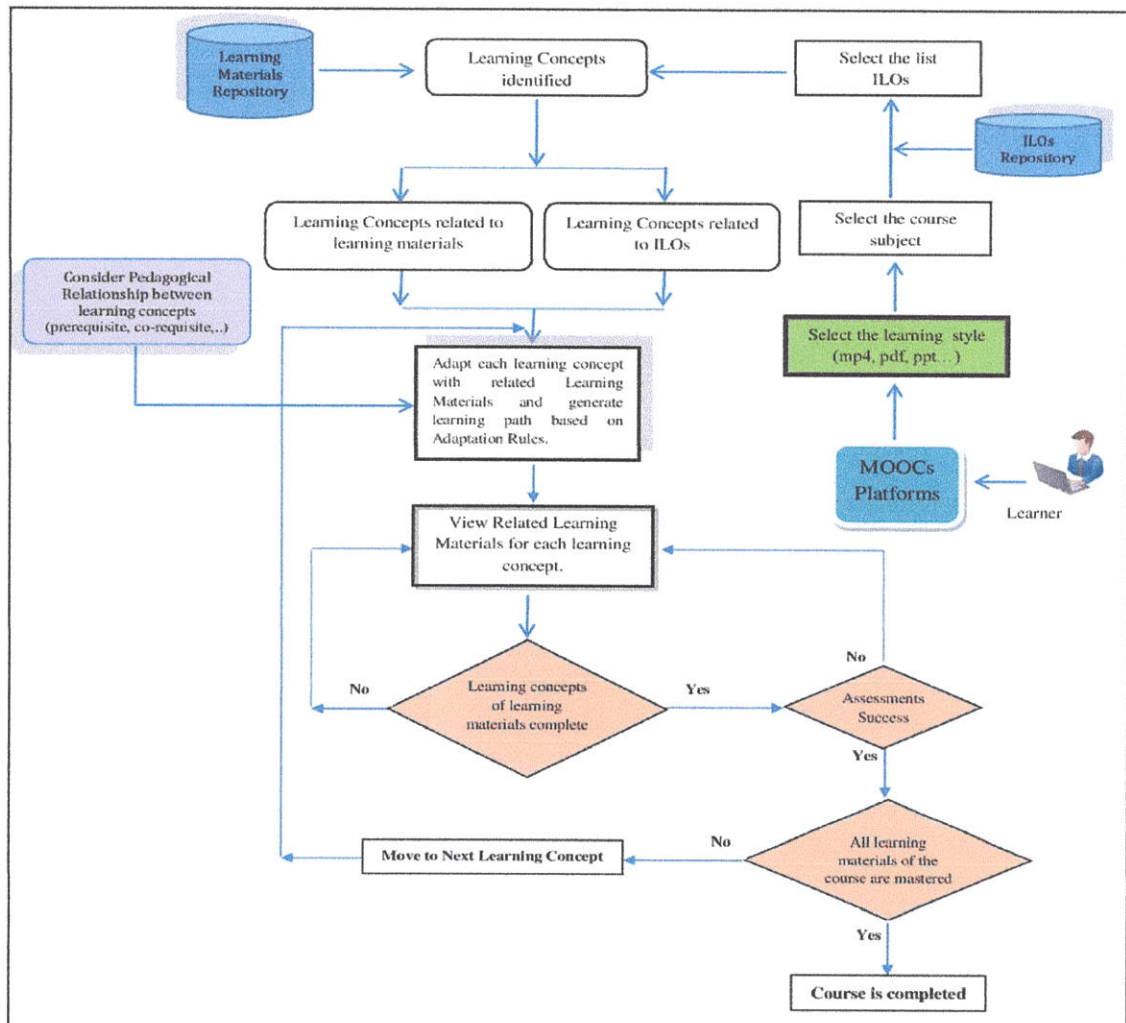 Learning
Materials
Repository
Learning Concepts
identified
Select the list
ILOs
ILOs
Repository
Learning Concepts related to
learning materials
Learning Concepts related
to ILOs
Select the course
subject
Consider Pedagogical
Relationship between
learning concepts
(prerequisite, co-requisite,..)
Select the learning style
(mp4, pdf, ppt…)
Adapt each learning concept
with related Learning
Materials and generate
learning path based on
Adaptation Rules.
MOOCs
Platforms
Learner
View Related Learning
Materials for each learning
concept.
No
Learning concepts
of learning
materials complete
Yes
No
Assessments
Success
Yes
Move to Next Learning Concept
No
All learning
materials of the
course are mastered
Yes
Course is completed